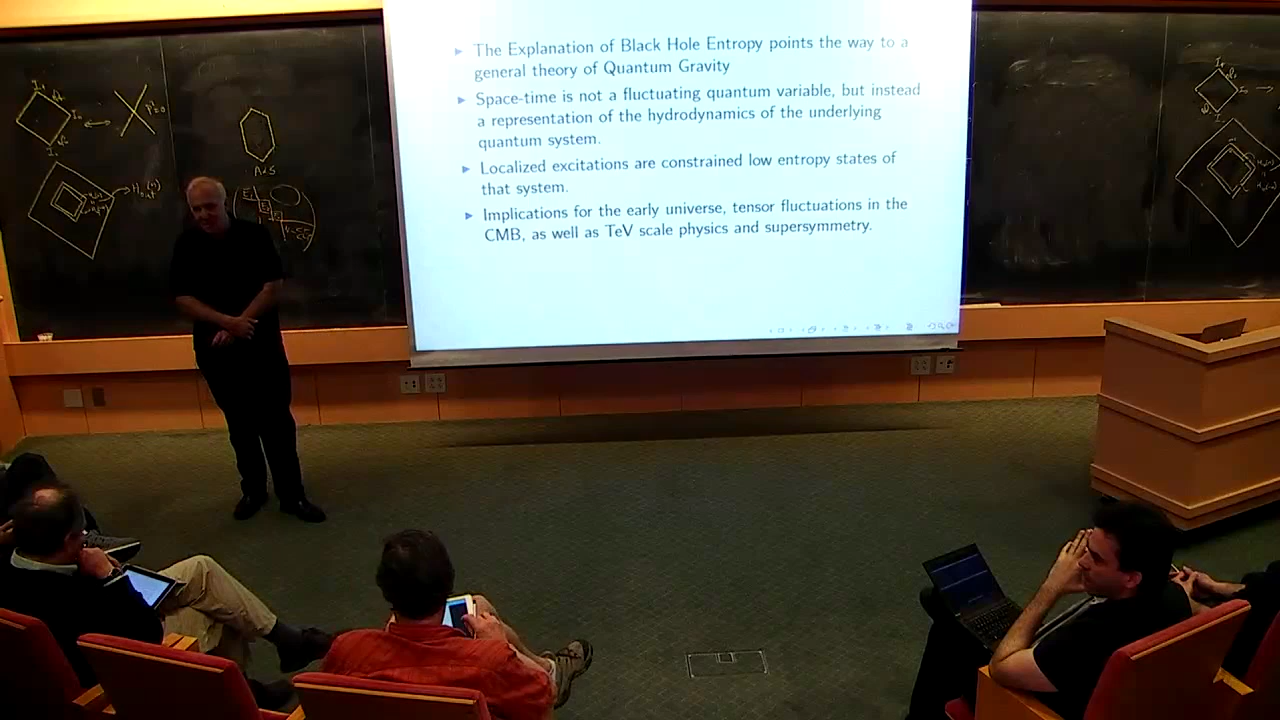 The Explanation of Black Hole Entropy points the way to a
general theory of Quantum Gravity
Space-time is not a fluctuating quantum variable, but instead
a representation of the hydrodynamics of the underlying
quantum system.
Localized excitations are constrained low entropy states of
that system.
Implications for the early universe, tensor fluctuations in the
CMB, as well as TeV scale physics and supersymmetry.
AdS